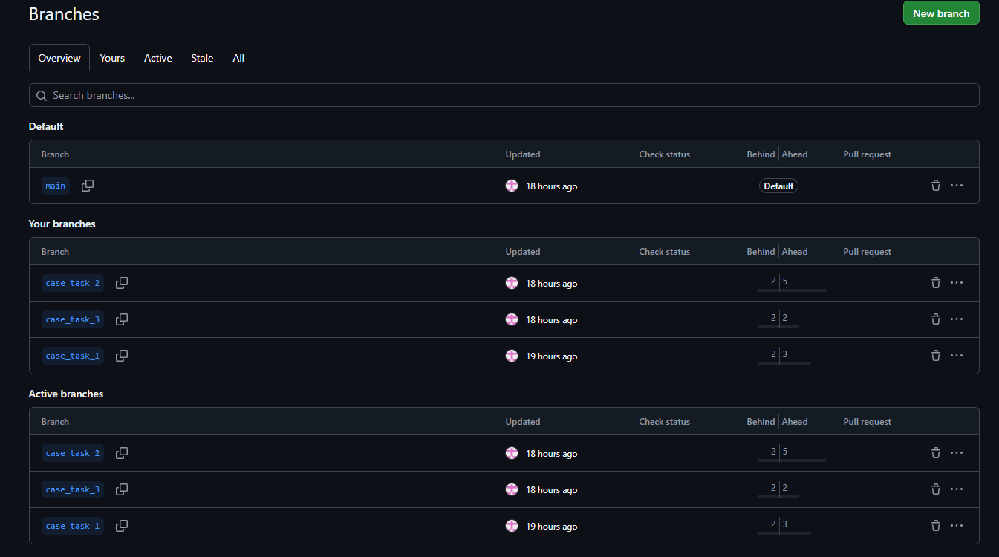 Branches
New branch
Overview Yours Active Stale All
Search branches...
Default
Branch Updated Check status Behind Ahead Pull request
main 18 hours ago Default
Your branches
Branch Updated Check status Behind Ahead Pull request
case_task_2 18 hours ago 2 5
case_task_3 18 hours ago 2 2
case_task_1 19 hours ago 2 3
Active branches
Branch Updated Check status Behind Ahead Pull request
case_task_2 18 hours ago 2 5
case_task_3 18 hours ago 2 2
case_task_1 19 hours ago 2 3